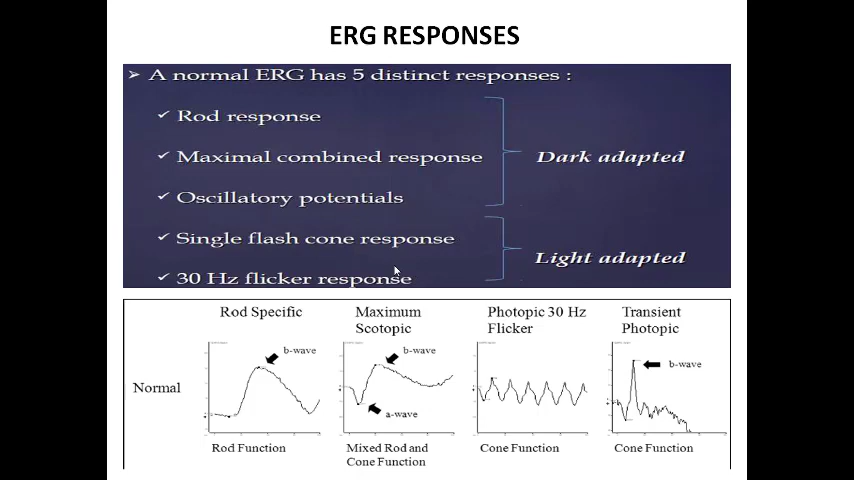 ERG RESPONSES
➢ A normal ERG has 5 distinct responses :
✓ Rod response
✓ Maximal combined response
Dark adapted
✓ Oscillatory potentials
✓ Single flash cone response
Light adapted
✓ 30 Hz flicker response
Rod Specific
Maximum
Scotopic
Photopic 30 Hz
Flicker
Transient
Photopic
Normal
b-wave
b-wave
a-wave
b-wave
Rod Function
Mixed Rod and
Cone Function
Cone Function
Cone Function